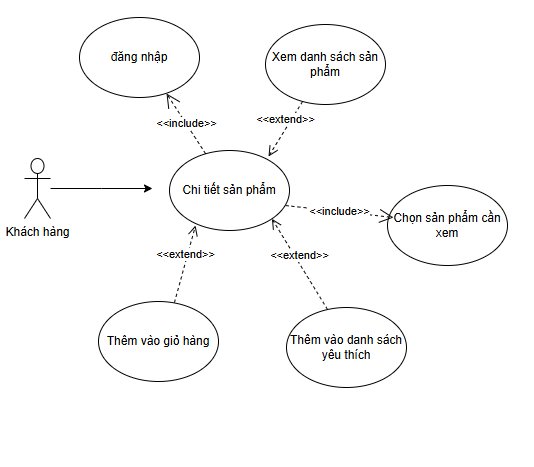 đăng nhập
Xem danh sách sản
phẩm
<<include>>
<<extend>>
Chi tiết sản phẩm
<<include>>
Chọn sản phẩm cần
xem
Khách hàng
<<extend>>
<<extend>>
Thêm vào giỏ hàng
Thêm vào danh sách
yêu thích